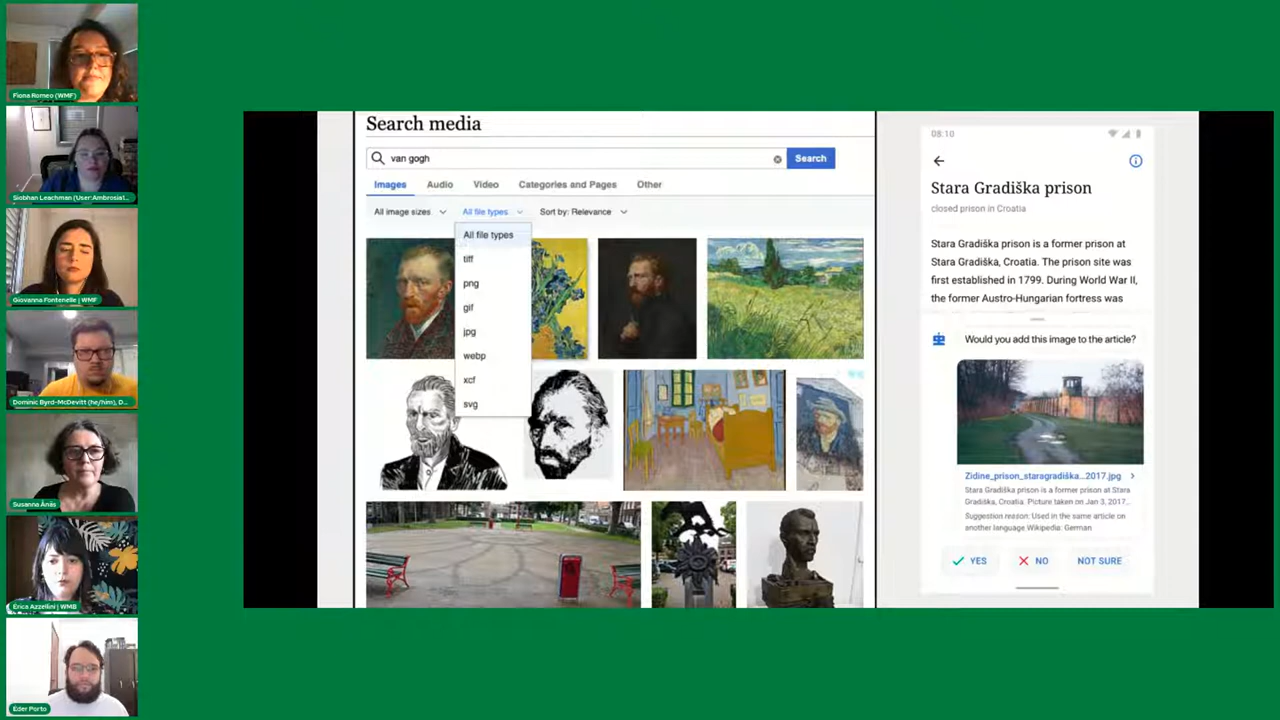 Fiona Romeo (WMF)
Siobhan Leachman (User:Ambrosia1...
Giovanna Fontenelle | WMF
Dominic Byrd-McDevitt (he/him), D...
Susanna Ånäs
Érica Azzellini | WMB
Éder Porto
Search media
van gogh
Search
Images Audio Video Categories and Pages Other
All image sizes All file types Sort by: Relevance
All file types
tiff
png
gif
jpg
webp
xcf
svg
08:10
Stara Gradiška prison
closed prison in Croatia
Stara Gradiška prison is a former prison at
Stara Gradiška, Croatia. The prison site was
first established in 1799. During World War II,
the former Austro-Hungarian fortress was
Would you add this image to the article?
Zidine_prison_staragradiška...2017.jpg
Stara Gradiška prison is a former prison at Stara
Gradiška, Croatia. Picture taken on Jan 3, 2017...
Suggestion reason: Used in the same article on
another language Wikipedia: German
YES NO NOT SURE